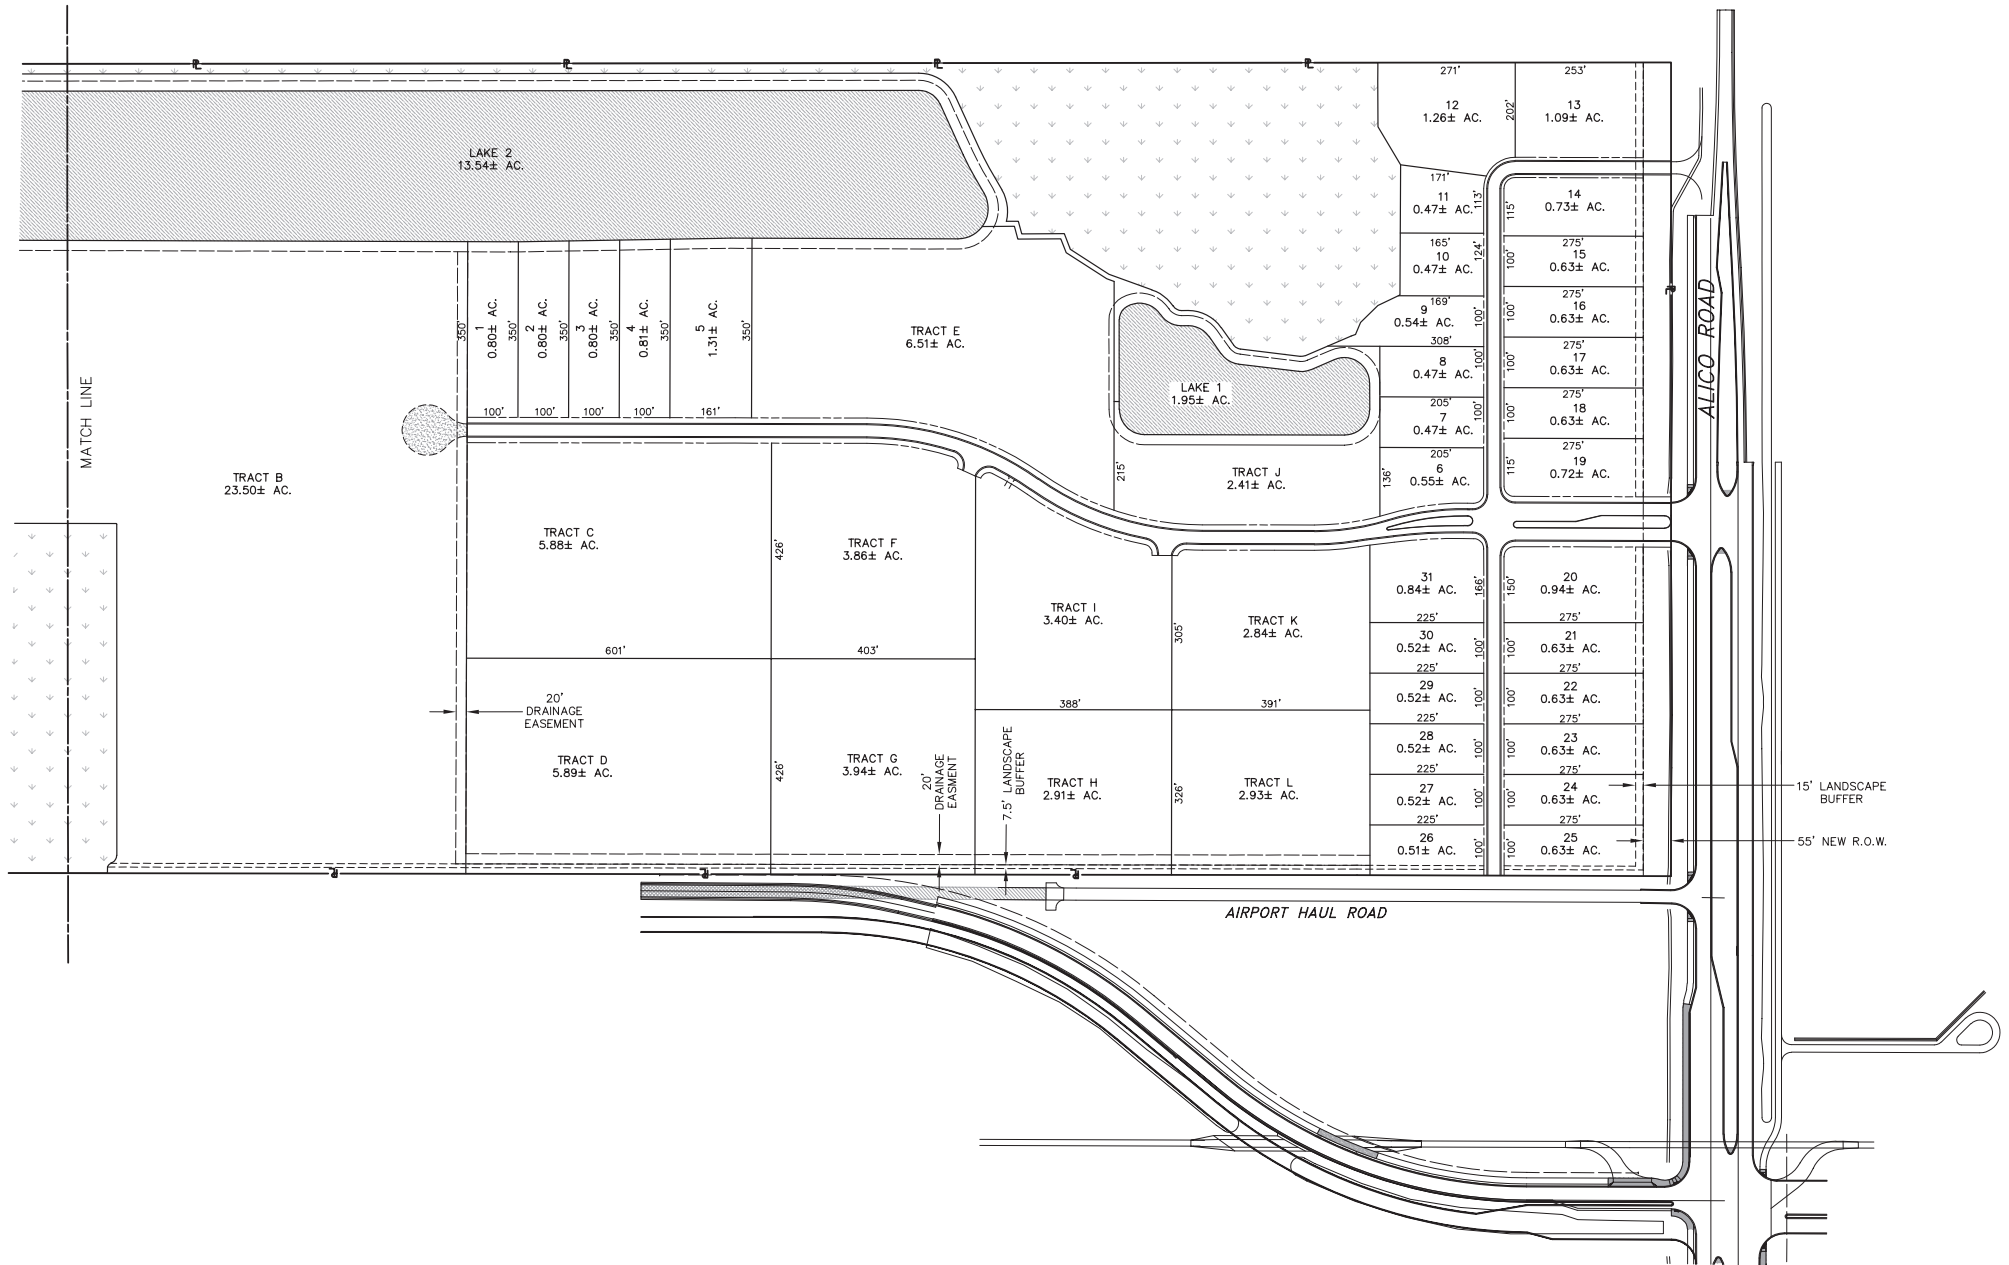 271'
253'
12
1.26± AC.
202'
13
1.09± AC.
LAKE 2
13.54± AC.
171'
11
0.47± AC.
113'
115'
14
0.73± AC.
165'
10
0.47± AC.
124'
100'
275'
15
0.63± AC.
169'
9
0.54± AC.
100'
100'
275'
16
0.63± AC.
308'
8
0.47± AC.
100'
100'
275'
17
0.63± AC.
205'
7
0.47± AC.
100'
100'
275'
18
0.63± AC.
205'
6
0.55± AC.
136'
115'
275'
19
0.72± AC.
ALICO ROAD
350'
1
0.80± AC.
350'
2
0.80± AC.
350'
3
0.80± AC.
350'
4
0.81± AC.
350'
5
1.31± AC.
350'
100'
100'
100'
100'
161'
TRACT E
6.51± AC.
LAKE 1
1.95± AC.
MATCH LINE
TRACT B
23.50± AC.
215'
TRACT J
2.41± AC.
TRACT C
5.88± AC.
426'
TRACT F
3.86± AC.
601'
403'
TRACT I
3.40± AC.
305'
TRACT K
2.84± AC.
388'
391'
31
0.84± AC.
166'
150'
20
0.94± AC.
225'
275'
30
0.52± AC.
100'
100'
21
0.63± AC.
225'
275'
29
0.52± AC.
100'
100'
22
0.63± AC.
225'
275'
28
0.52± AC.
100'
100'
23
0.63± AC.
225'
275'
27
0.52± AC.
100'
100'
24
0.63± AC.
225'
275'
26
0.51± AC.
100'
100'
25
0.63± AC.
20'
DRAINAGE
EASEMENT
TRACT D
5.89± AC.
426'
TRACT G
3.94± AC.
20'
DRAINAGE
EASMENT
7.5' LANDSCAPE
BUFFER
TRACT H
2.91± AC.
326'
TRACT L
2.93± AC.
15' LANDSCAPE
BUFFER
55' NEW R.O.W.
AIRPORT HAUL ROAD